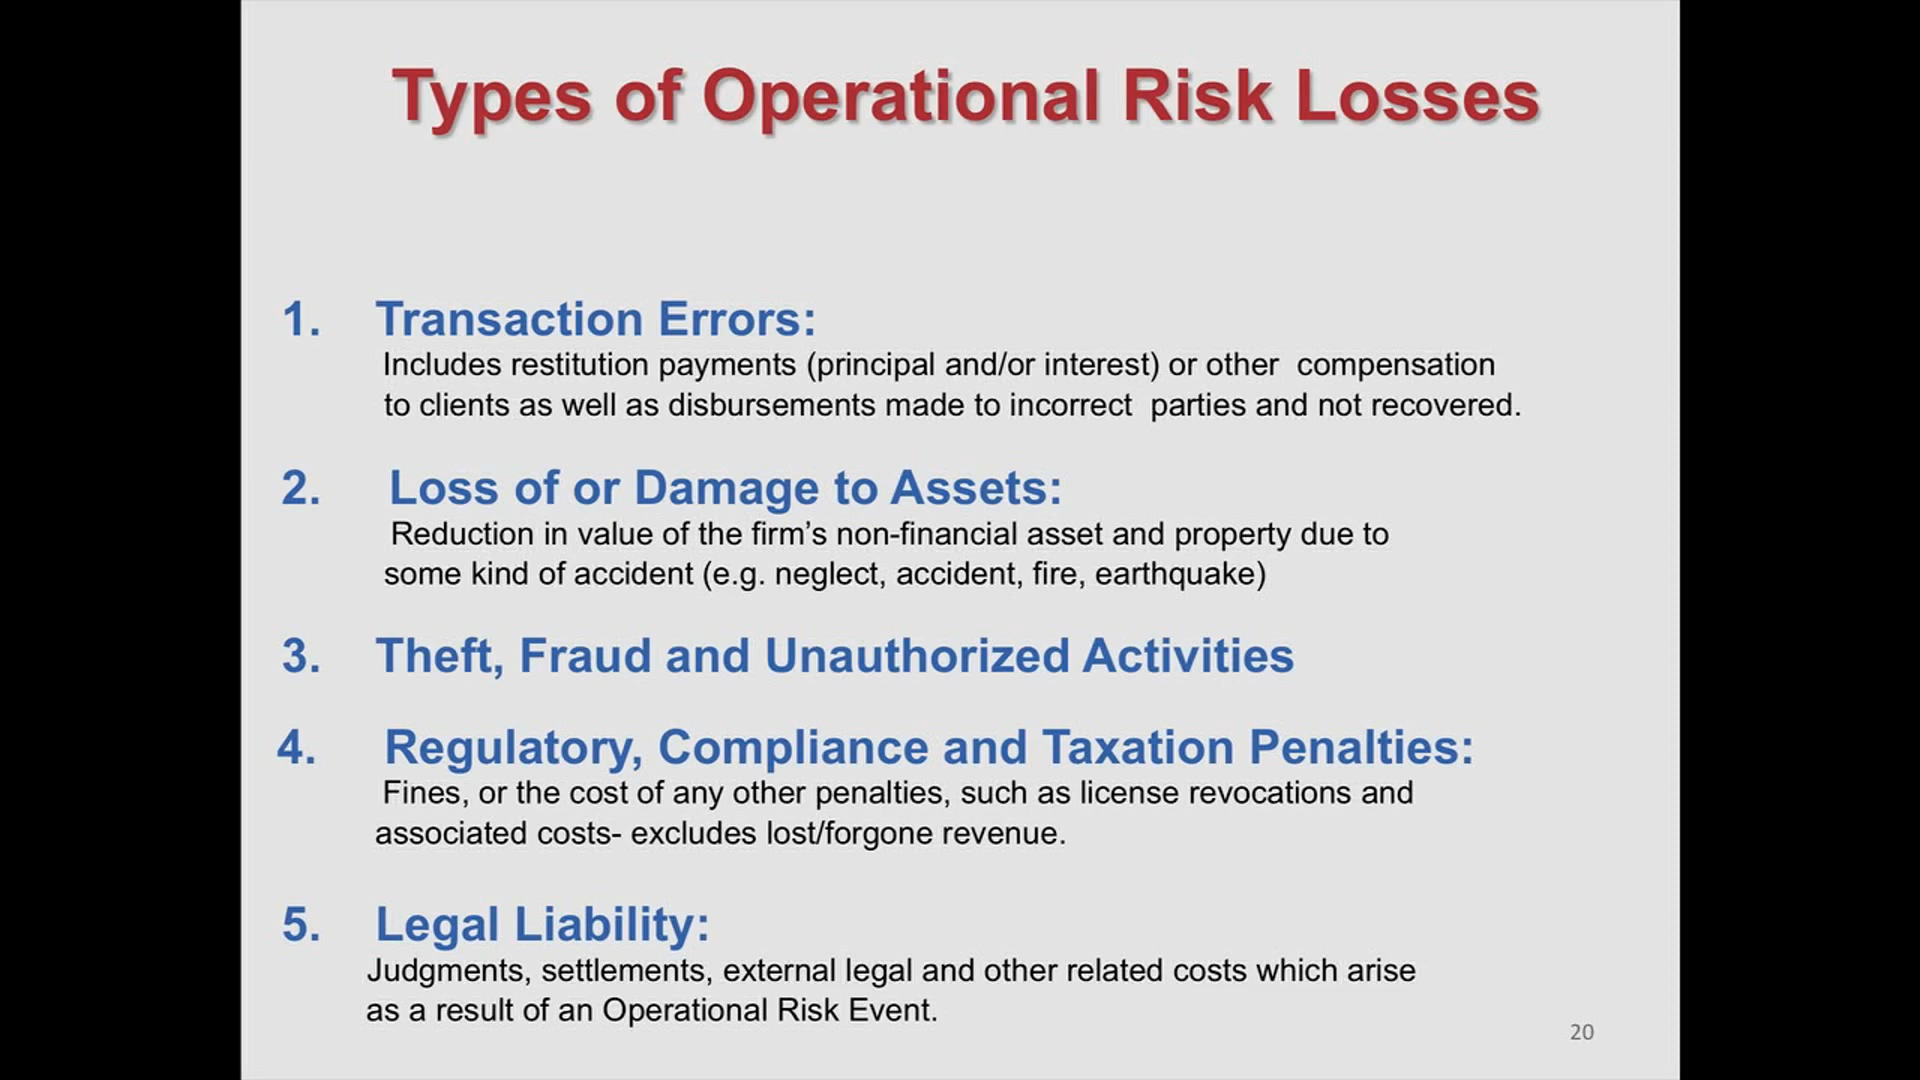 Types of Operational Risk Losses
1. Transaction Errors:
Includes restitution payments (principal and/or interest) or other compensation
to clients as well as disbursements made to incorrect parties and not recovered.
2. Loss of or Damage to Assets:
Reduction in value of the firm’s non-financial asset and property due to
some kind of accident (e.g. neglect, accident, fire, earthquake)
3. Theft, Fraud and Unauthorized Activities
4. Regulatory, Compliance and Taxation Penalties:
Fines, or the cost of any other penalties, such as license revocations and
associated costs- excludes lost/forgone revenue.
5. Legal Liability:
Judgments, settlements, external legal and other related costs which arise
as a result of an Operational Risk Event.
20